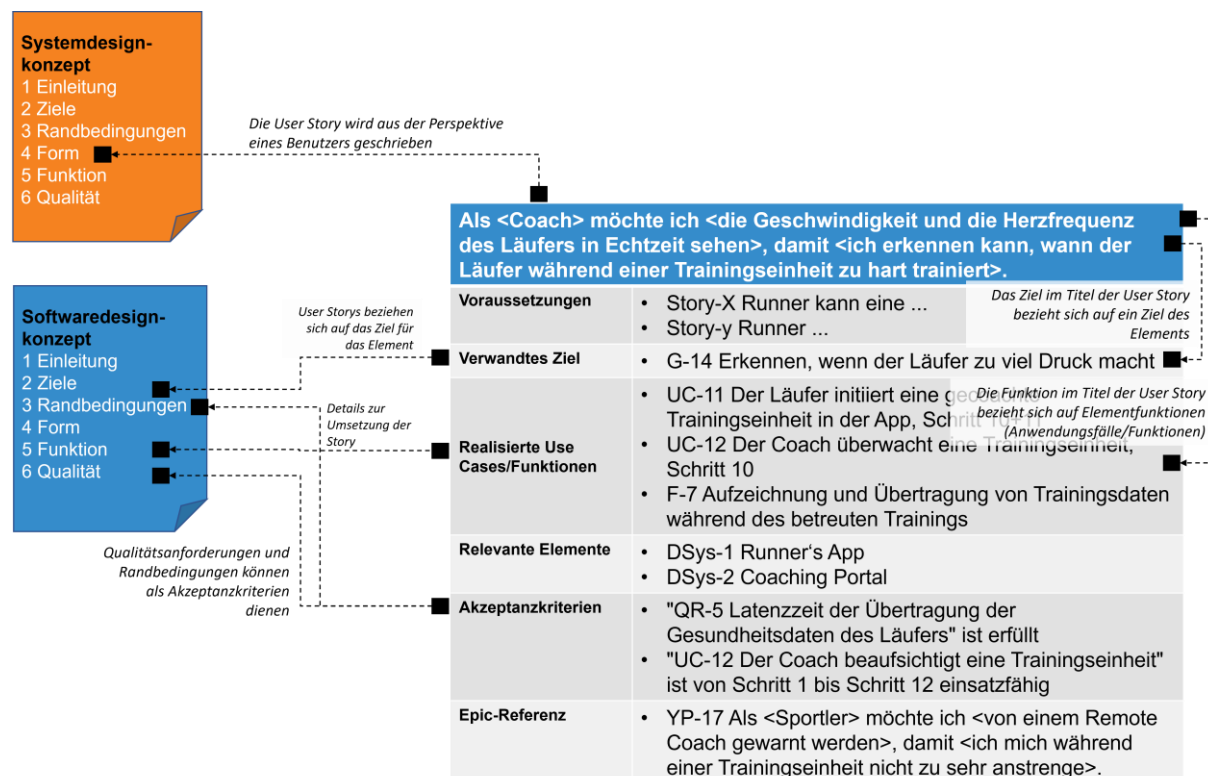 Systemdesign-
konzept
1 Einleitung
2 Ziele
3 Randbedingungen
4 Form
5 Funktion
6 Qualität
Die User Story wird aus der Perspektive
eines Benutzers geschrieben
Als <Coach> möchte ich <die Geschwindigkeit und die Herzfrequenz
des Läufers in Echtzeit sehen>, damit <ich erkennen kann, wann der
Läufer während einer Trainingseinheit zu hart trainiert>.
Softwaredesign-
konzept
1 Einleitung
2 Ziele
3 Randbedingungen
4 Form
5 Funktion
6 Qualität
User Storys beziehen
sich auf das Ziel für
das Element
Details zur
Umsetzung der
Story
Qualitätsanforderungen und
Randbedingungen können
als Akzeptanzkriterien
dienen
Voraussetzungen
• Story-X Runner kann eine ...
• Story-y Runner ...
Das Ziel im Titel der User Story
bezieht sich auf ein Ziel des
Elements
Verwandtes Ziel
• G-14 Erkennen, wenn der Läufer zu viel Druck macht
Realisierte Use
Cases/Funktionen
• UC-11 Der Läufer initiiert eine
Trainingseinheit in der App, Schritt
• UC-12 Der Coach überwacht eine Trainingseinheit,
Schritt 10
• F-7 Aufzeichnung und Übertragung von Trainingsdaten
während des betreuten Trainings
Die Funktion im Titel der User Story
bezieht sich auf Elementfunktionen
(Anwendungsfälle/Funktionen)
Relevante Elemente
• DSys-1 Runner‘s App
• DSys-2 Coaching Portal
Akzeptanzkriterien
• "QR-5 Latenzzeit der Übertragung der
Gesundheitsdaten des Läufers" ist erfüllt
• "UC-12 Der Coach beaufsichtigt eine Trainingseinheit"
ist von Schritt 1 bis Schritt 12 einsatzfähig
Epic-Referenz
• YP-17 Als <Sportler> möchte ich <von einem Remote
Coach gewarnt werden>, damit <ich mich während
einer Trainingseinheit nicht zu sehr anstrenge>.